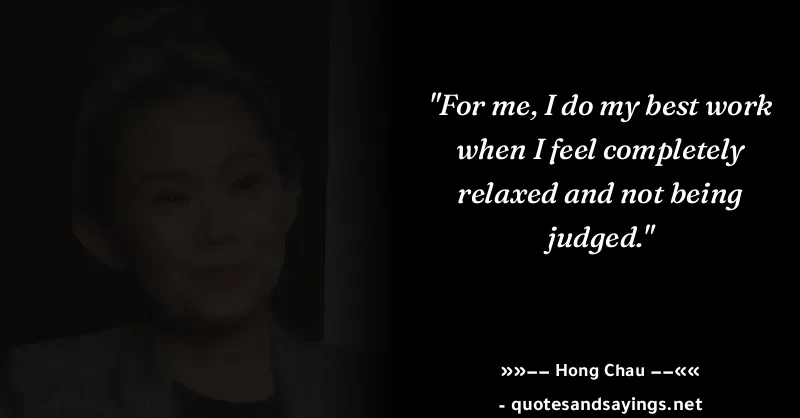 "For me, I do my best work
when I feel completely
relaxed and not being
judged."
»»–– Hong Chau ––««
- quotesandsayings.net